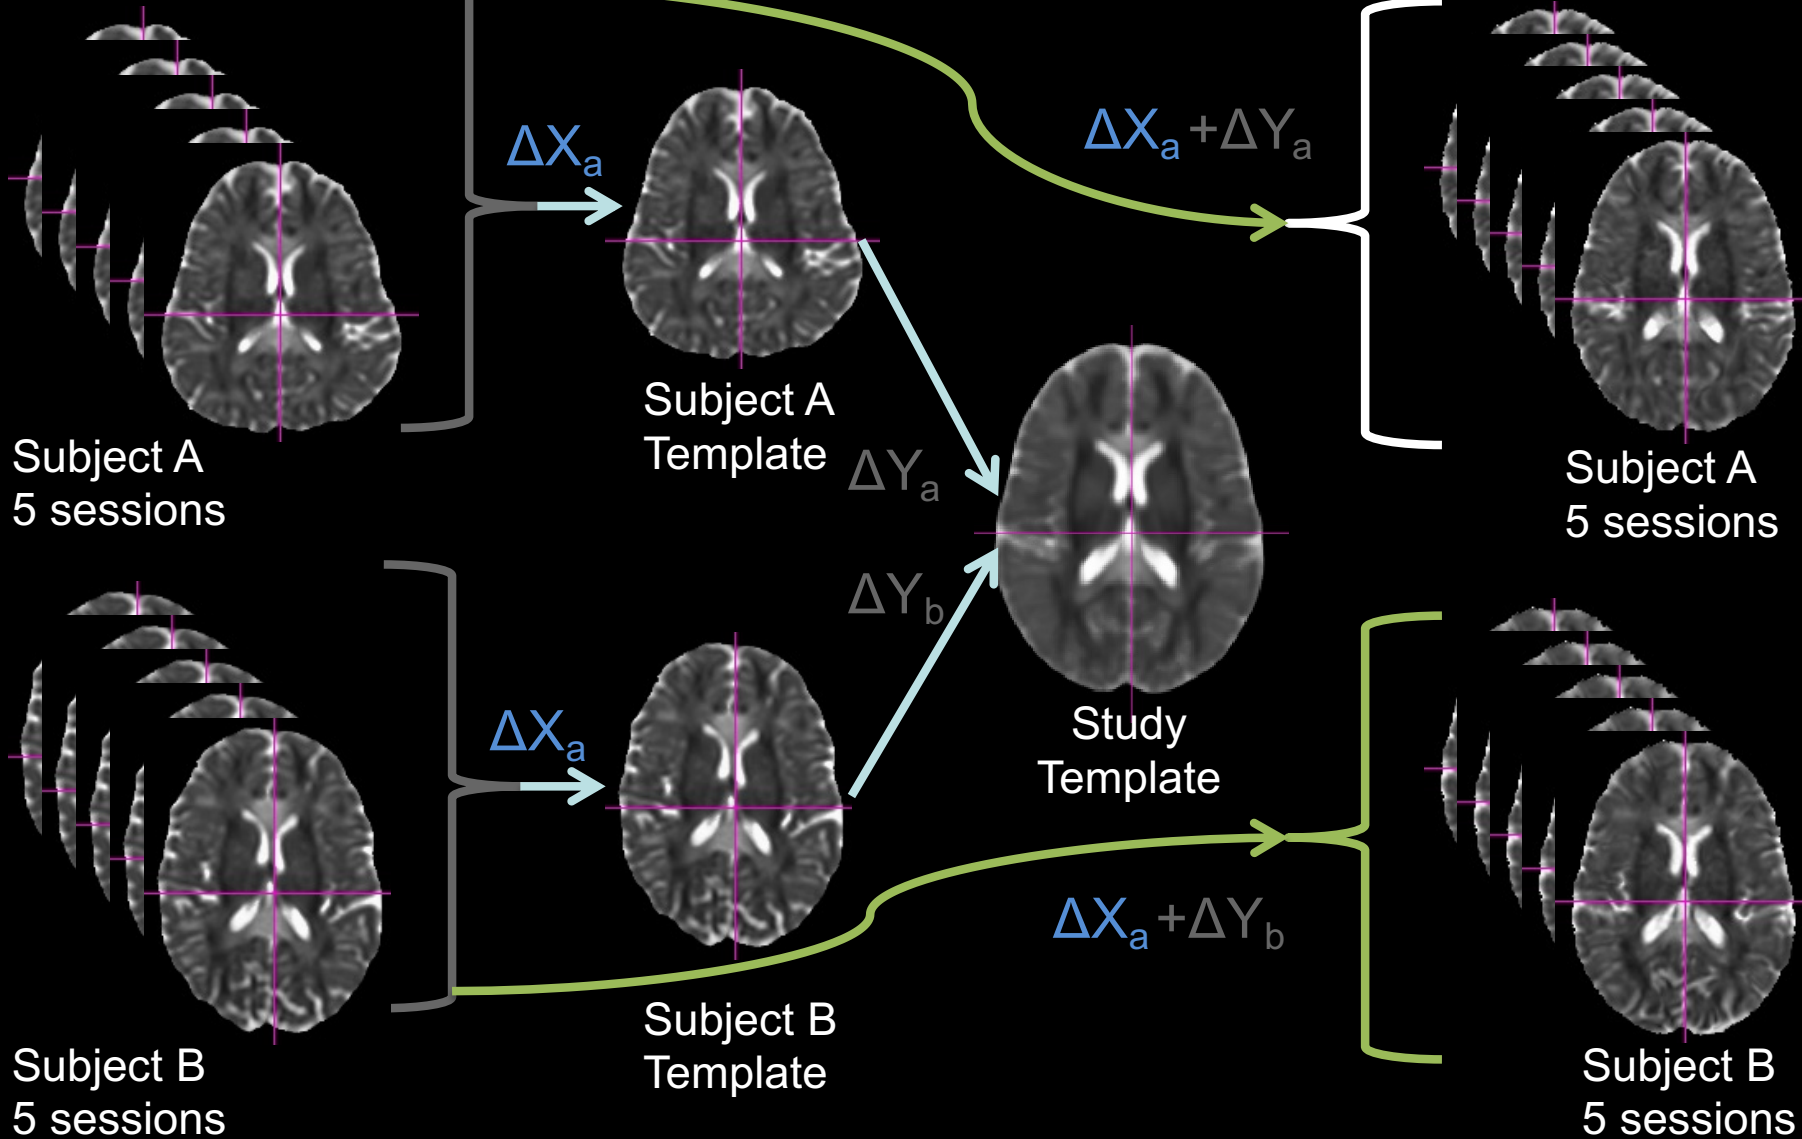 ΔXa
ΔXa+ΔYa
Subject A
5 sessions
Subject A
Template
ΔYa
Subject A
5 sessions
ΔYb
ΔXa
Study
Template
ΔXa+ΔYb
Subject B
5 sessions
Subject B
Template
Subject B
5 sessions